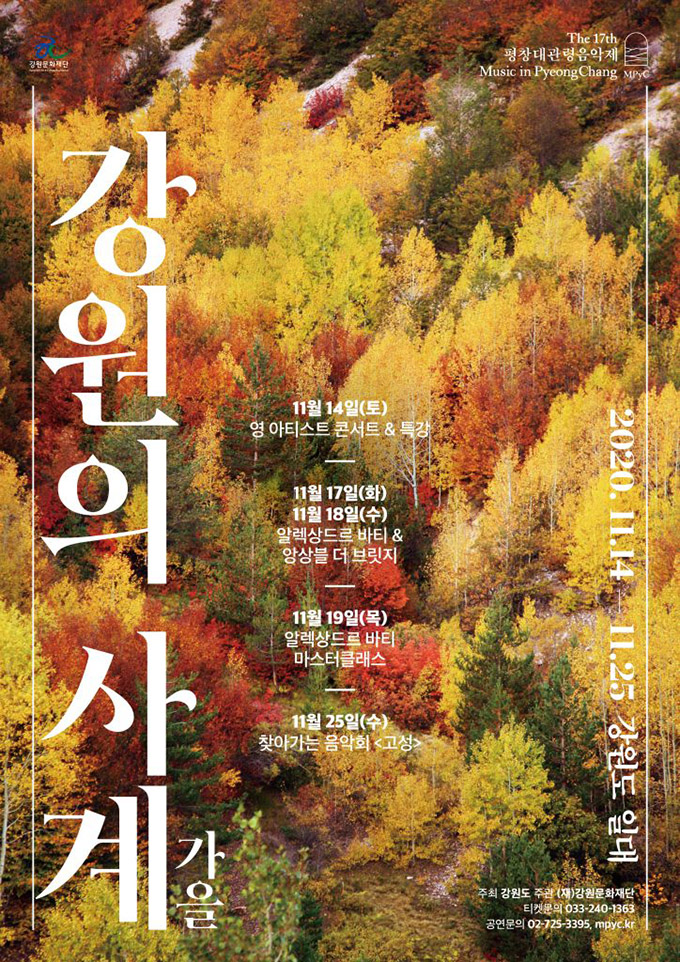 강원문화재단
The 17th
평창대관령음악제
Music in PyeongChang
MPyC
강원의 사계
가을
11월 14일(토)
영 아티스트 콘서트 & 특강
11월 17일(화)
11월 18일(수)
알렉상드르 바티 &
앙상블 더 브릿지
11월 19일(목)
알렉상드르 바티
마스터클래스
11월 25일(수)
찾아가는 음악회 <고성>
2020. 11.14 — 11.25 강원도 일대
주최 강원도 주관 (재)강원문화재단
티켓문의 033-240-1363
공연문의 02-725-3395, mpyc.kr